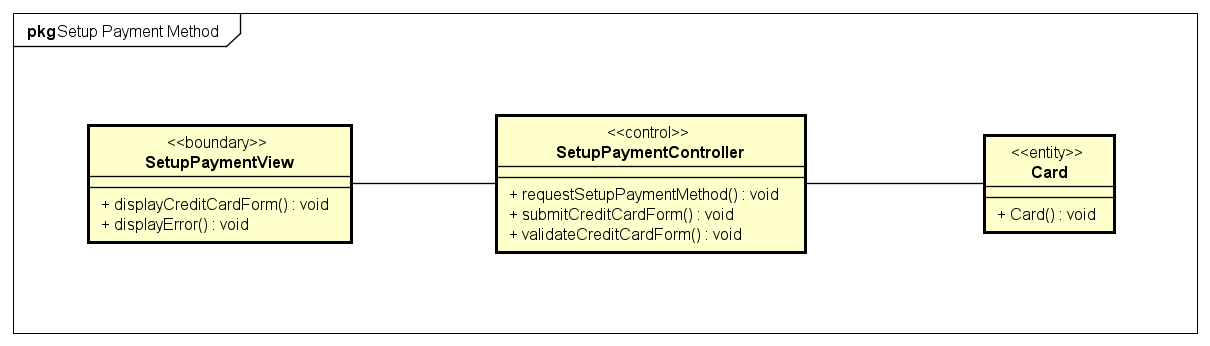 pkg Setup Payment Method
<<boundary>>
SetupPaymentView
+ displayCreditCardForm() : void
+ displayError() : void
<<control>>
SetupPaymentController
+ requestSetupPaymentMethod() : void
+ submitCreditCardForm() : void
+ validateCreditCardForm() : void
<<entity>>
Card
+ Card() : void